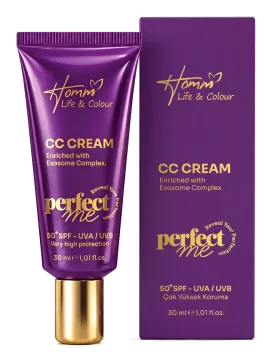 Homm
Life & Colour
CC CREAM
Enriched with
Exosome Complex.
Reveal Your Perfection
perfect
me
50+SPF - UVA / UVB
Very high protection
30 ml ℮ 1,01 fl.oz.
Homm
Life & Colour
CC CREAM
Enriched with
Exosome Complex
Reveal Your Perfection
perfect
me
50+SPF - UVA / UVB
Çok Yüksek Koruma
30 ml ℮ 1,01 fl.oz.